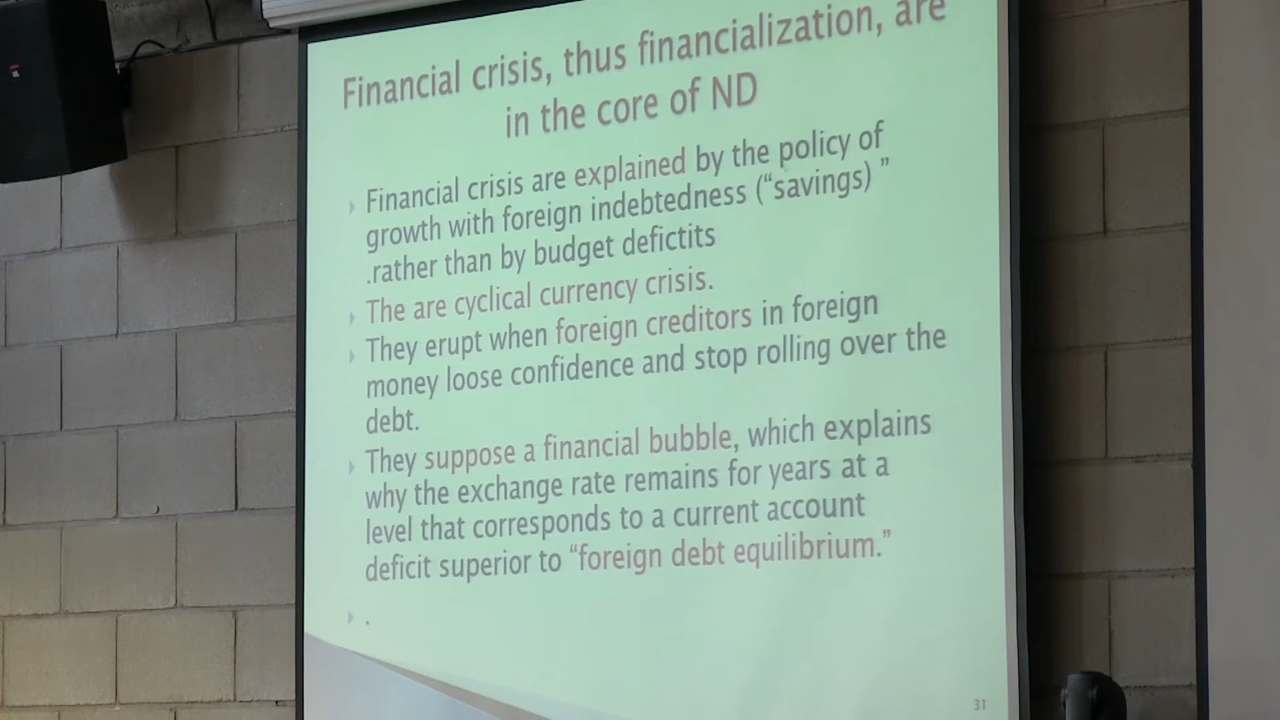 Financial crisis, thus financialization, are
in the core of ND
Financial crisis are explained by the policy of
growth with foreign indebtedness (“savings) ”
.rather than by budget defictits
The are cyclical currency crisis.
They erupt when foreign creditors in foreign
money loose confidence and stop rolling over the
debt.
They suppose a financial bubble, which explains
why the exchange rate remains for years at a
level that corresponds to a current account
deficit superior to “foreign debt equilibrium.”
.
31